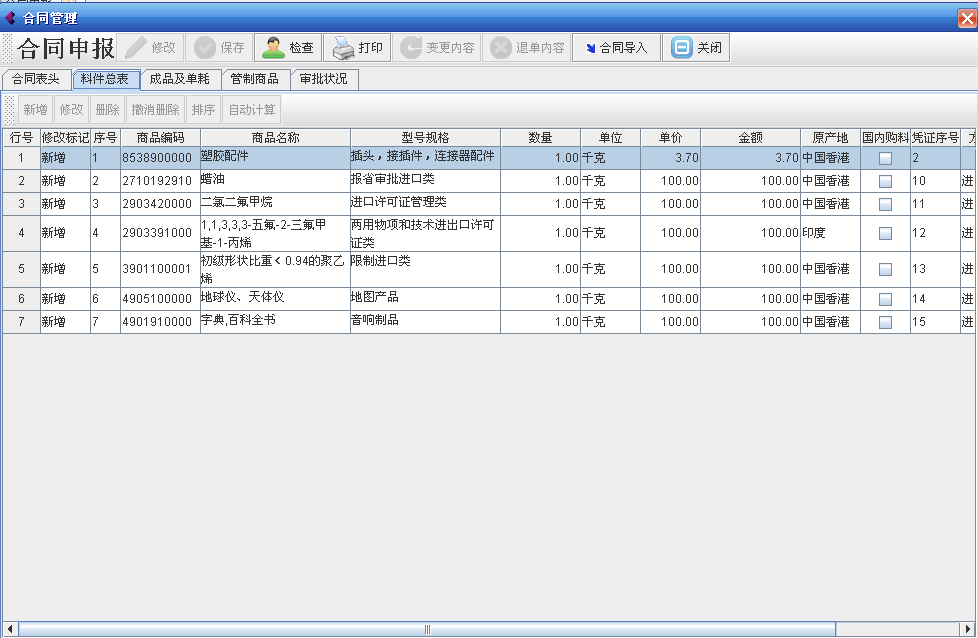 合同管理
合同申报 修改 保存 检查 打印 变更内容 退单内容 合同导入 关闭
合同表头 料件总表 成品及单耗 管制商品 审批状况
新增 修改 删除 撤消删除 排序 自动计算
行号 修改标记 序号 商品编码 商品名称 型号规格 数量 单位 单价 金额 原产地 国内购料 凭证序号
1 新增 1 8538900000 塑胶配件 插头，接插件，连接器配件 1.00 千克 3.70 3.70 中国香港 2
2 新增 2 2710192910 蜡油 报省审批进口类 1.00 千克 100.00 100.00 中国香港 10 进
3 新增 3 2903420000 二氯二氟甲烷 进口许可证管理类 1.00 千克 100.00 100.00 中国香港 11 进
4 新增 4 2903391000 1,1,3,3,3-五氟-2-三氟甲基-1-丙烯 两用物项和技术进出口许可证类 1.00 千克 100.00 100.00 印度 12 进
5 新增 5 3901100001 初级形状比重＜0.94的聚乙烯 限制进口类 1.00 千克 100.00 100.00 中国香港 13 进
6 新增 6 4905100000 地球仪、天体仪 地图产品 1.00 千克 100.00 100.00 中国香港 14 进
7 新增 7 4901910000 字典,百科全书 音响制品 1.00 千克 100.00 100.00 中国香港 15 进